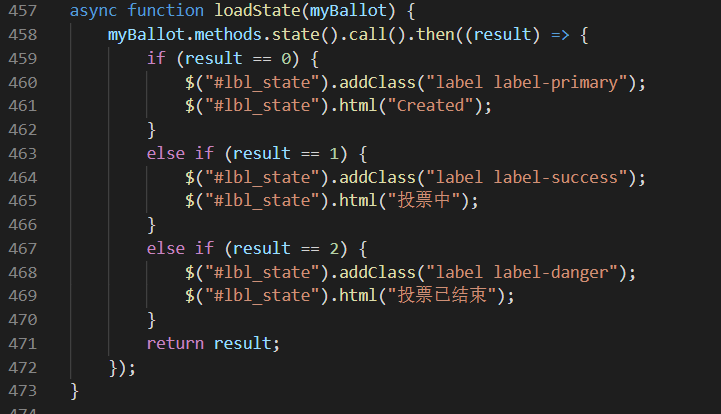 457 async function loadState(myBallot) {
458 myBallot.methods.state().call().then((result) => {
459 if (result == 0) {
460 $("#lbl_state").addClass("label label-primary");
461 $("#lbl_state").html("Created");
462 }
463 else if (result == 1) {
464 $("#lbl_state").addClass("label label-success");
465 $("#lbl_state").html("投票中");
466 }
467 else if (result == 2) {
468 $("#lbl_state").addClass("label label-danger");
469 $("#lbl_state").html("投票已结束");
470 }
471 return result;
472 });
473 }
474